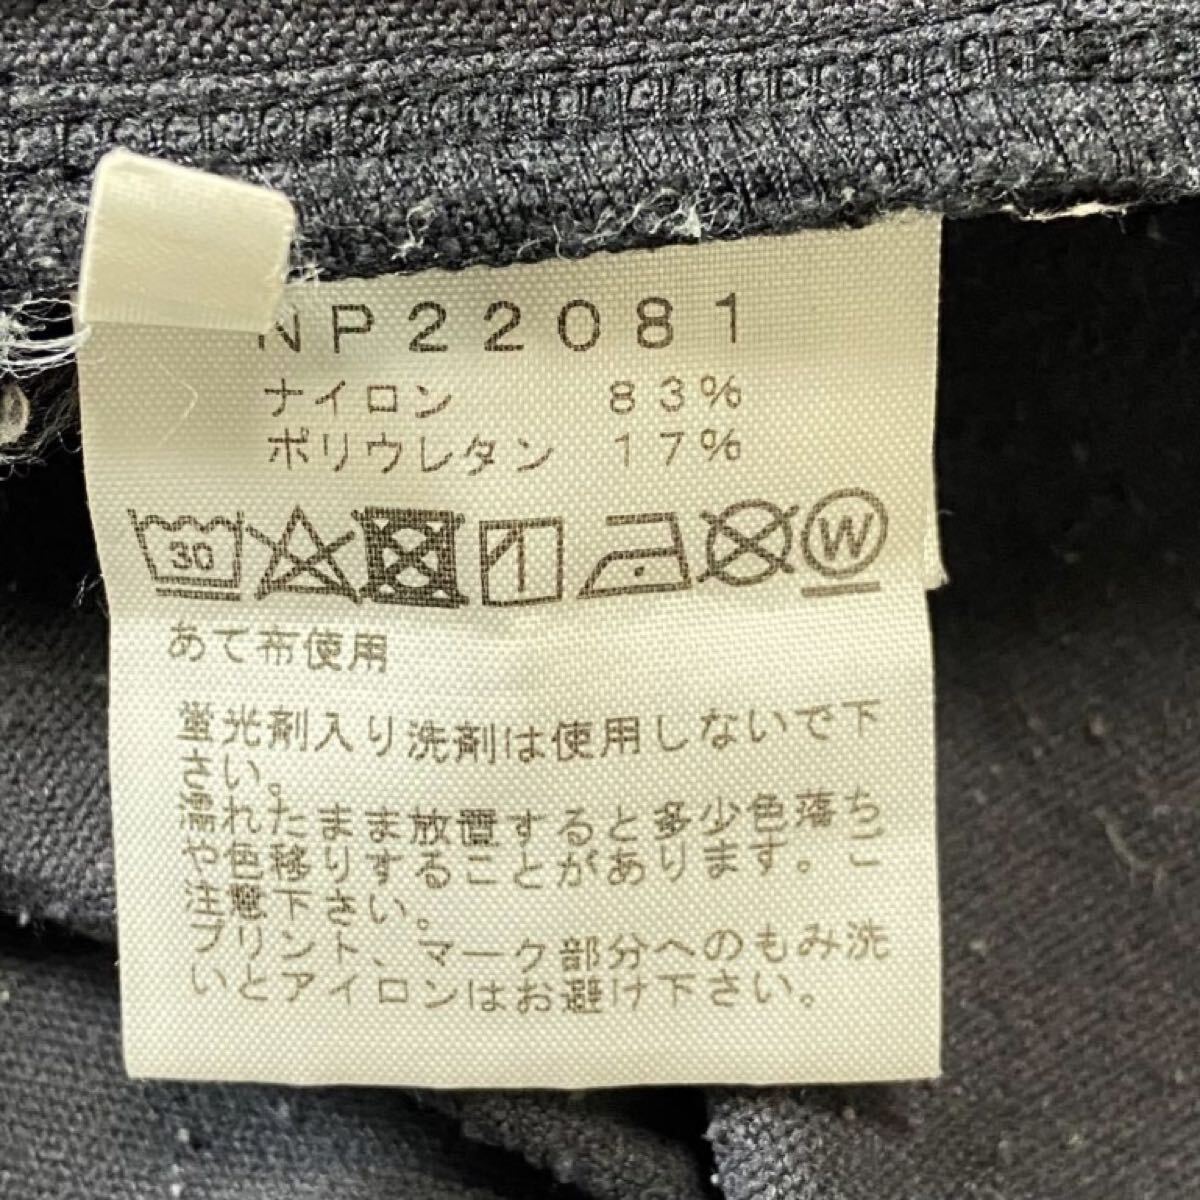 NP22081
ナイロン 83%
ポリウレタン 17%
30 W
あて布使用
蛍光剤入り洗剤は使用しないで下
さい。
濡れたまま放置すると多少色落ち
や色移りすることがあります。ご
注意下さい。
プリント、マーク部分へのもみ洗
いとアイロンはお避け下さい。